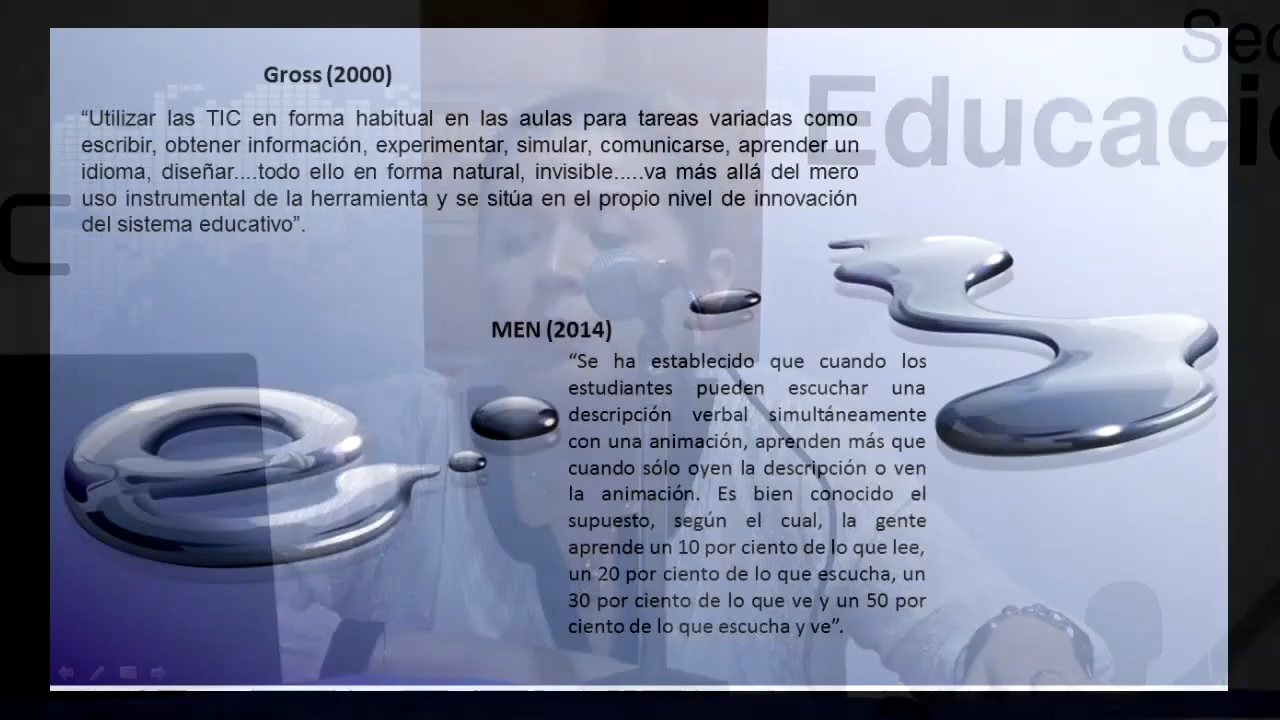 Gross (2000)
“Utilizar las TIC en forma habitual en las aulas para tareas variadas como
escribir, obtener información, experimentar, simular, comunicarse, aprender un
idioma, diseñar....todo ello en forma natural, invisible.....va más allá del mero
uso instrumental de la herramienta y se sitúa en el propio nivel de innovación
del sistema educativo”.
MEN (2014)
“Se ha establecido que cuando los
estudiantes pueden escuchar una
descripción verbal simultáneamente
con una animación, aprenden más que
cuando sólo oyen la descripción o ven
la animación. Es bien conocido el
supuesto, según el cual, la gente
aprende un 10 por ciento de lo que lee,
un 20 por ciento de lo que escucha, un
30 por ciento de lo que ve y un 50 por
ciento de lo que escucha y ve”.
Sec
Educació